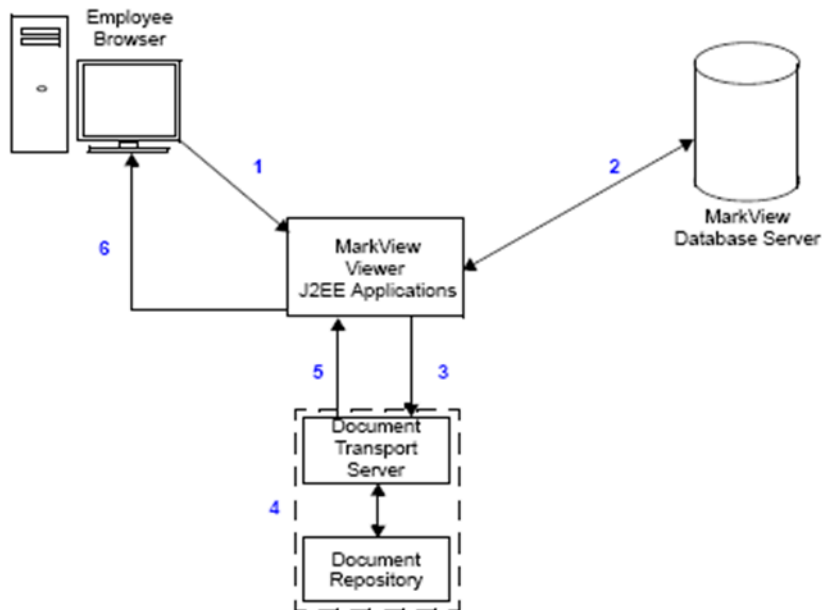 Employee
Browser
1
2
MarkView
Database Server
6
MarkView
Viewer
J2EE Applications
5
3
Document
Transport
Server
4
Document
Repository